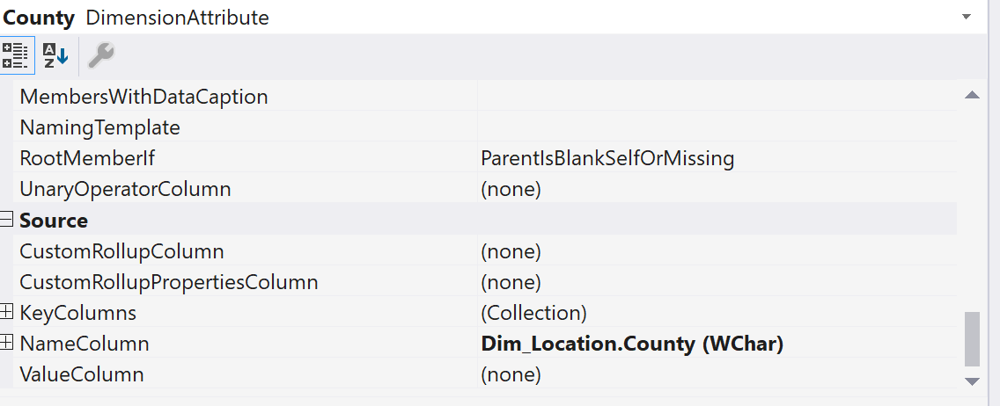 County DimensionAttribute
A
Z
MembersWithDataCaption
NamingTemplate
RootMemberIf ParentIsBlankSelfOrMissing
UnaryOperatorColumn (none)
Source
CustomRollupColumn (none)
CustomRollupPropertiesColumn (none)
KeyColumns (Collection)
NameColumn Dim_Location.County (WChar)
ValueColumn (none)